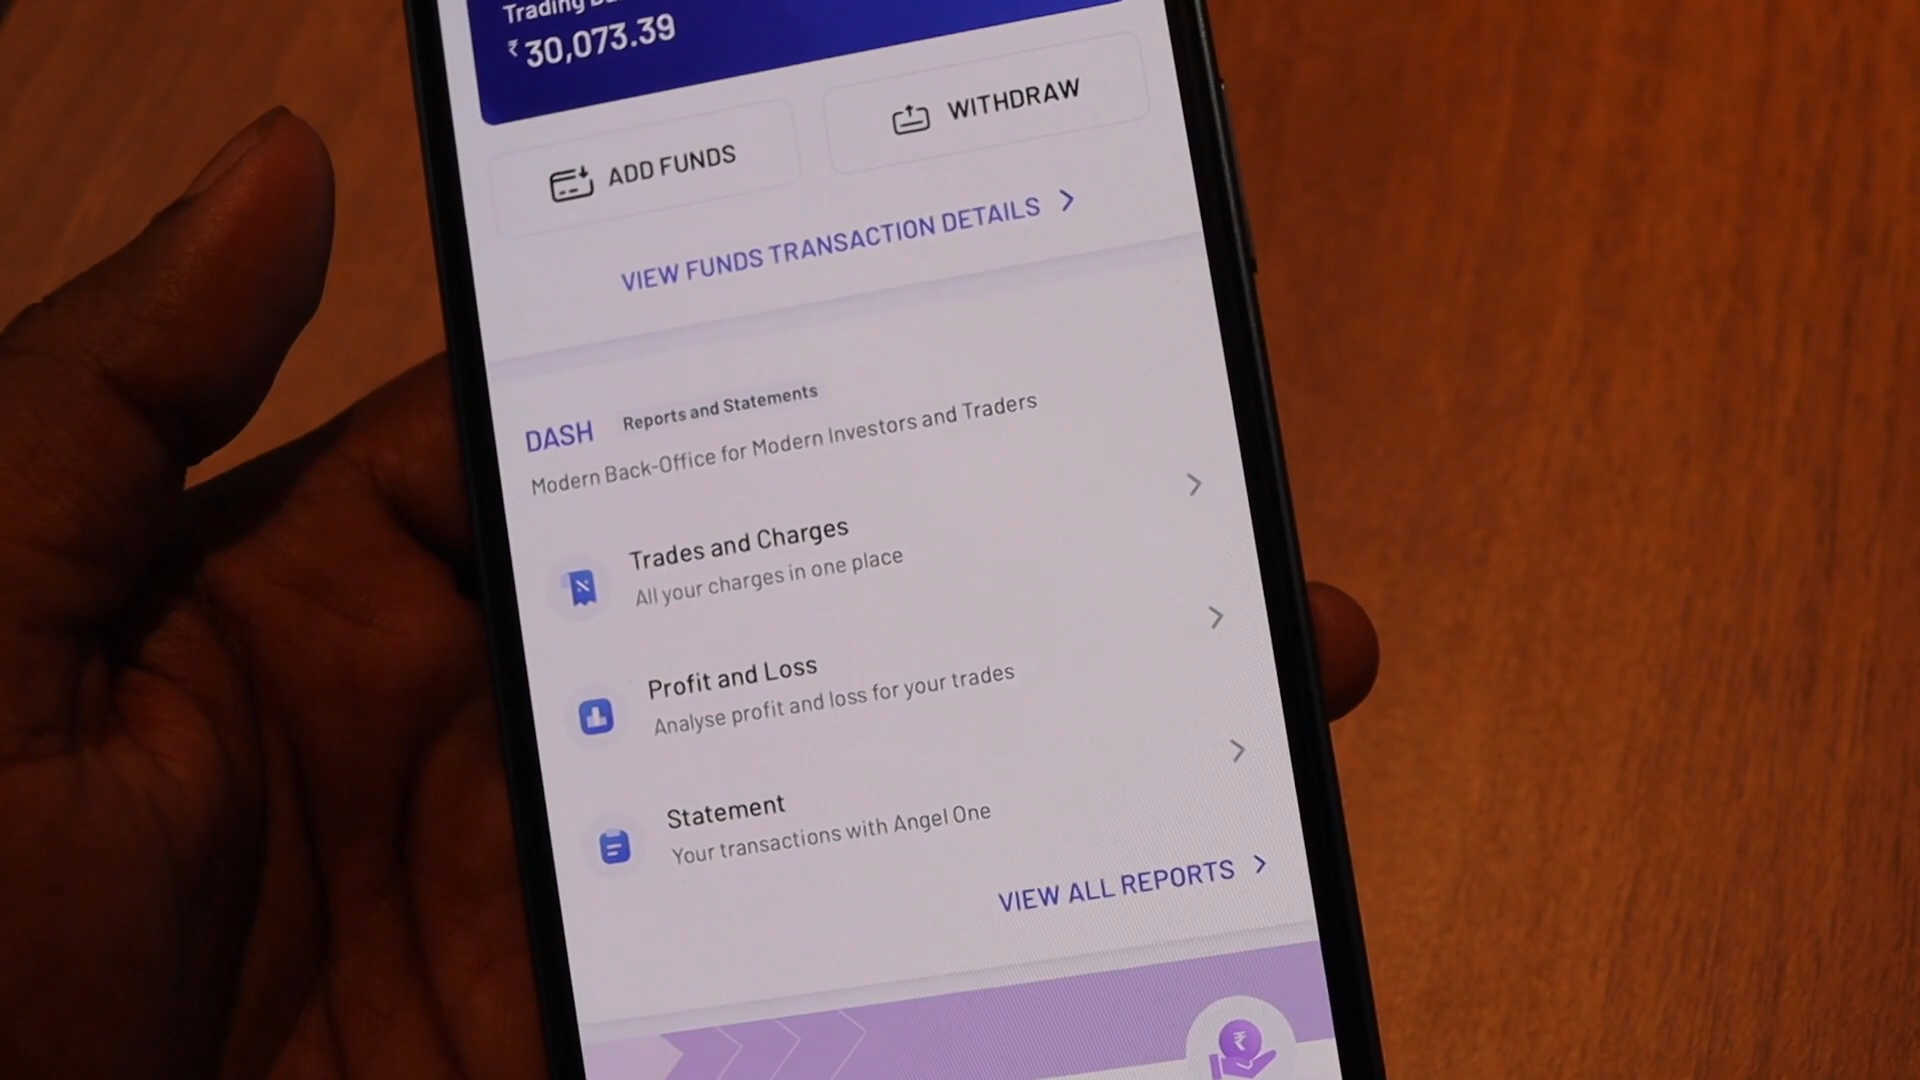 Trading
₹30,073.39
ADD FUNDS
WITHDRAW
VIEW FUNDS TRANSACTION DETAILS
DASH Reports and Statements
Modern Back-Office for Modern Investors and Traders
Trades and Charges
All your charges in one place
Profit and Loss
Analyse profit and loss for your trades
Statement
Your transactions with Angel One
VIEW ALL REPORTS
₹